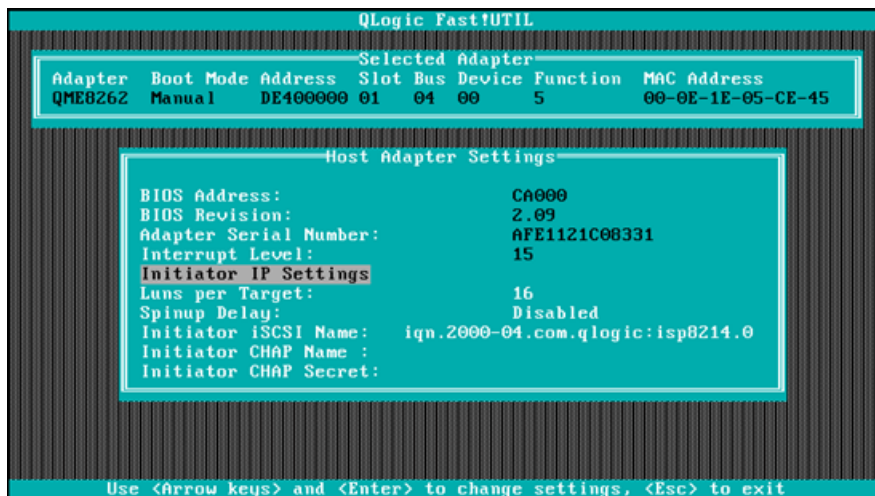 QLogic Fast!UTIL
Selected Adapter
Adapter Boot Mode Address Slot Bus Device Function MAC Address
QME8262 Manual DE400000 01 04 00 5 00-0E-1E-05-CE-45
Host Adapter Settings
BIOS Address: CA000
BIOS Revision: 2.09
Adapter Serial Number: AFE1121C08331
Interrupt Level: 15
Initiator IP Settings
Luns per Target: 16
Spinup Delay: Disabled
Initiator iSCSI Name: iqn.2000-04.com.qlogic:isp8214.0
Initiator CHAP Name :
Initiator CHAP Secret:
Use <Arrow keys> and <Enter> to change settings, <Esc> to exit